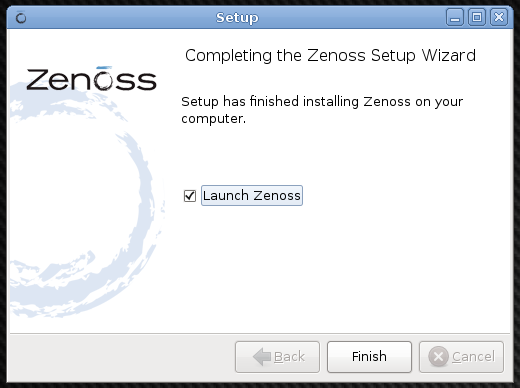 Setup
Completing the Zenoss Setup Wizard
Zenoss
Setup has finished installing Zenoss on your
computer.
Launch Zenoss
Back
Finish
Cancel